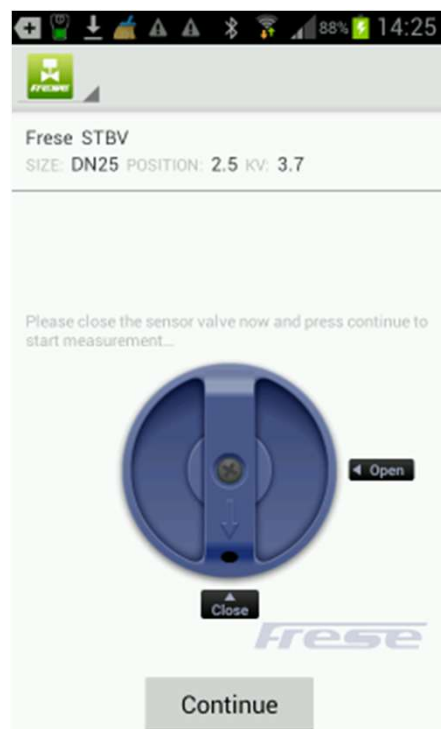 88% 14:25
FRESE
Frese STBV
SIZE: DN25 POSITION: 2.5 KV: 3.7
Please close the sensor valve now and press continue to
start measurement...
Open
Close
Frese
Continue